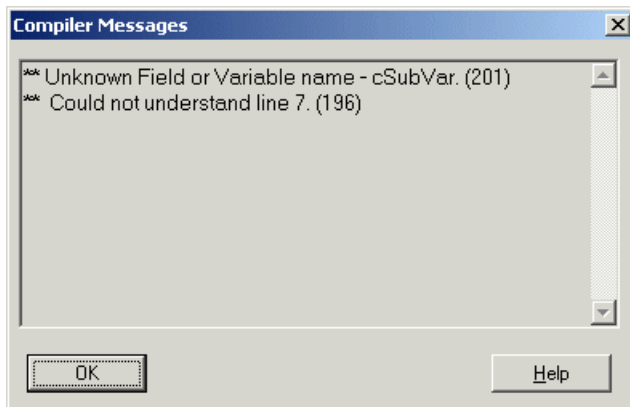 Compiler Messages
*** Unknown Field or Variable name - cSubVar. (201)
*** Could not understand line 7. (196)
OK
Help